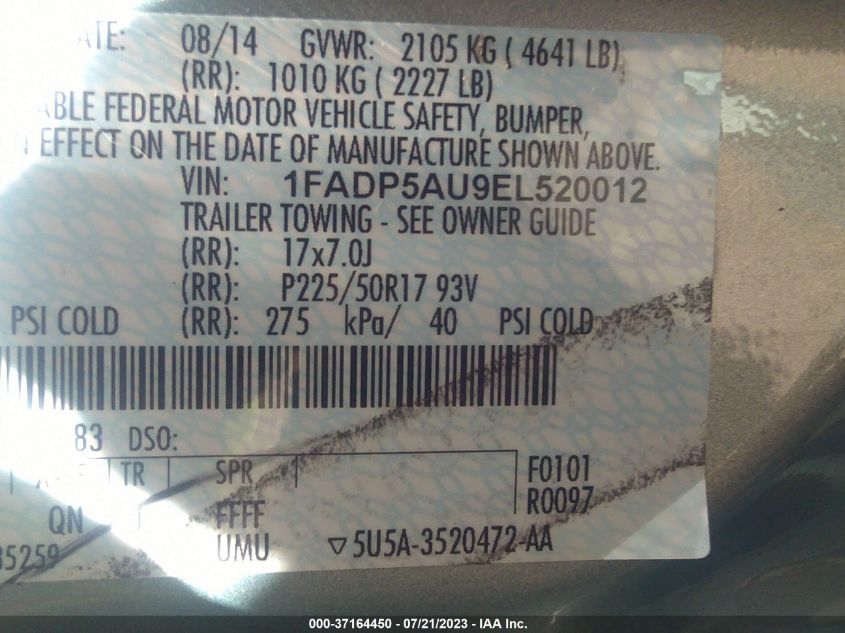 ATE: 08/14 GVWR: 2105 KG ( 4641 LB)
(RR): 1010 KG ( 2227 LB)
ABLE FEDERAL MOTOR VEHICLE SAFETY, BUMPER,
EFFECT ON THE DATE OF MANUFACTURE SHOWN ABOVE.
VIN: 1FADP5AU9EL520012
TRAILER TOWING - SEE OWNER GUIDE
(RR): 17x7.0J
(RR): P225/50R17 93V
PSI COLD (RR): 275 kPa/ 40 PSI COLD
83 DSO:
TR SPR F0101
R0097
QN FFFF
35259 UMU ▽5U5A-3520472-AA
000-37164450 - 07/21/2023 - IAA Inc.